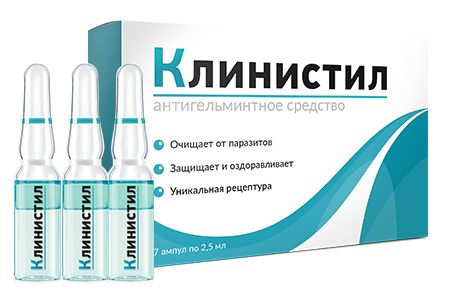 Клинистил
антигельминтное средство
Очищает от паразитов
Защищает и оздоравливает
Уникальная рецептура
7 ампул по 2,5 мл
Клинистил
Клинистил
Клинистил